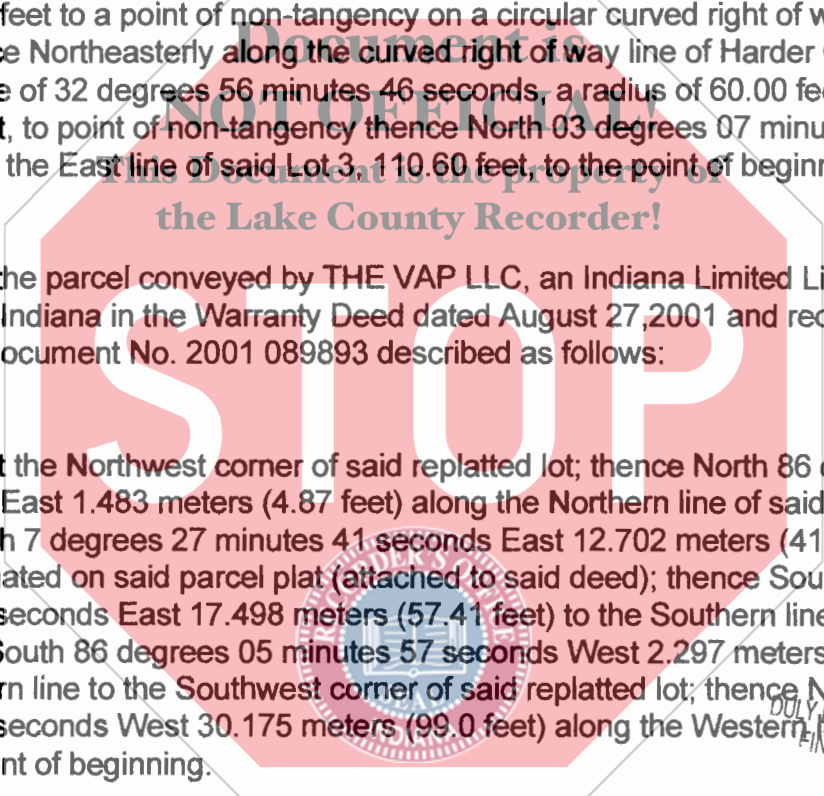 feet to a point of non-tangency on a circular curved right of w
Document is
e Northeasterly along the curved right of way line of Harder
e of 32 degrees 56 minutes 46 seconds, a radius of 60.00 fee
NOT OFFICIAL!
t, to point of non-tangency thence North 03 degrees 07 minu
the East line of said Lot 3, 110.60 feet, to the point of beginn
This Document is the property of
the Lake County Recorder!
the parcel conveyed by THE VAP LLC, an Indiana Limited Li
Indiana in the Warranty Deed dated August 27,2001 and rec
ocument No. 2001 089893 described as follows:
STOP
t the Northwest corner of said replatted lot; thence North 86
East 1.483 meters (4.87 feet) along the Northern line of said
h 7 degrees 27 minutes 41 seconds East 12.702 meters (41
ated on said parcel plat (attached to said deed); thence Sou
seconds East 17.498 meters (57.41 feet) to the Southern line
South 86 degrees 05 minutes 57 seconds West 2.297 meters
rn line to the Southwest corner of said replatted lot; thence N
seconds West 30.175 meters (99.0 feet) along the Western
nt of beginning.
RECORDER'S OFFICE
SEAL
INDIANA
DULY
FIN